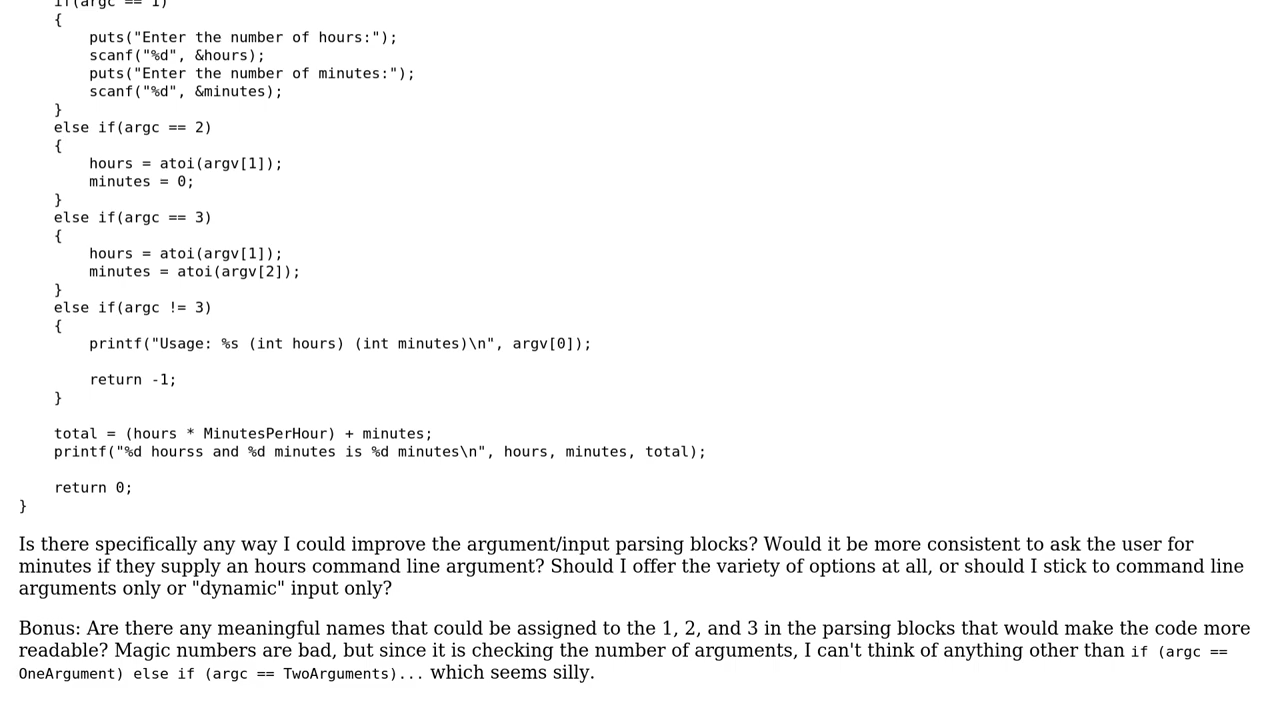 if(argc == 1)
{
puts("Enter the number of hours:");
scanf("%d", &hours);
puts("Enter the number of minutes:");
scanf("%d", &minutes);
}
else if(argc == 2)
{
hours = atoi(argv[1]);
minutes = 0;
}
else if(argc == 3)
{
hours = atoi(argv[1]);
minutes = atoi(argv[2]);
}
else if(argc != 3)
{
printf("Usage: %s (int hours) (int minutes)\n", argv[0]);
return -1;
}
total = (hours * MinutesPerHour) + minutes;
printf("%d hourss and %d minutes is %d minutes\n", hours, minutes, total);
return 0;
}
Is there specifically any way I could improve the argument/input parsing blocks? Would it be more consistent to ask the user for
minutes if they supply an hours command line argument? Should I offer the variety of options at all, or should I stick to command line
arguments only or "dynamic" input only?
Bonus: Are there any meaningful names that could be assigned to the 1, 2, and 3 in the parsing blocks that would make the code more
readable? Magic numbers are bad, but since it is checking the number of arguments, I can't think of anything other than if (argc ==
OneArgument) else if (argc == TwoArguments)... which seems silly.